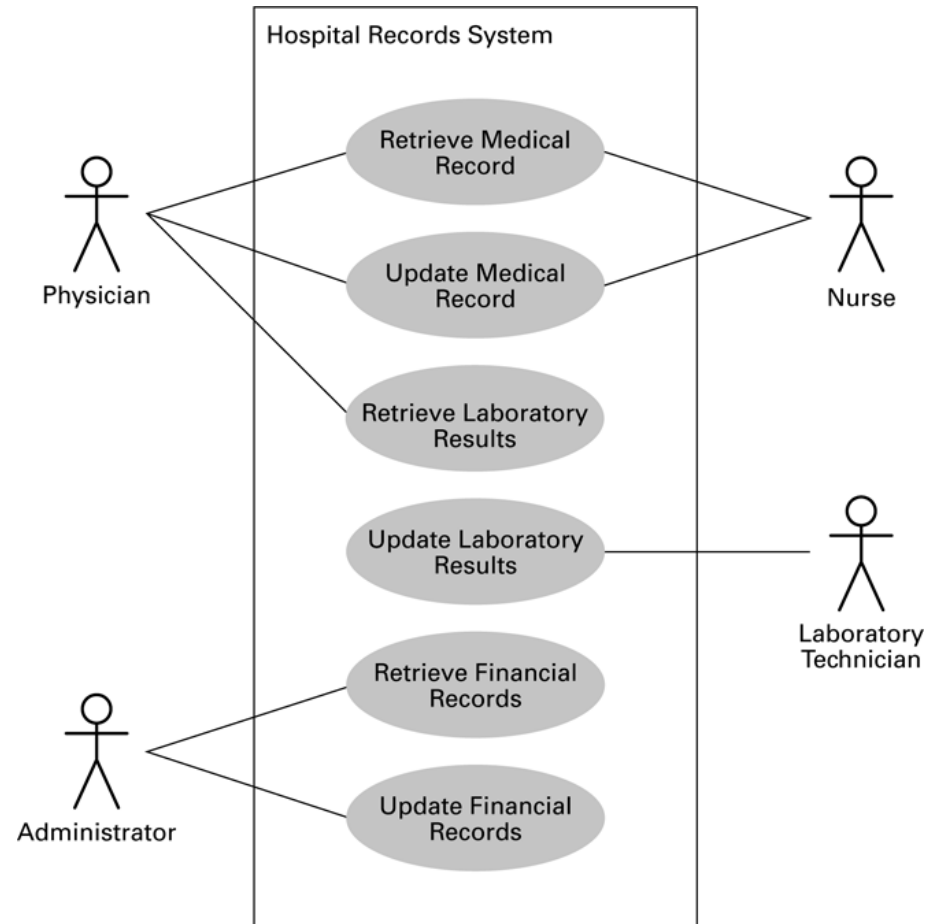 Hospital Records System
Retrieve Medical
Record
Physician
Nurse
Update Medical
Record
Retrieve Laboratory
Results
Update Laboratory
Results
Laboratory
Technician
Retrieve Financial
Records
Administrator
Update Financial
Records